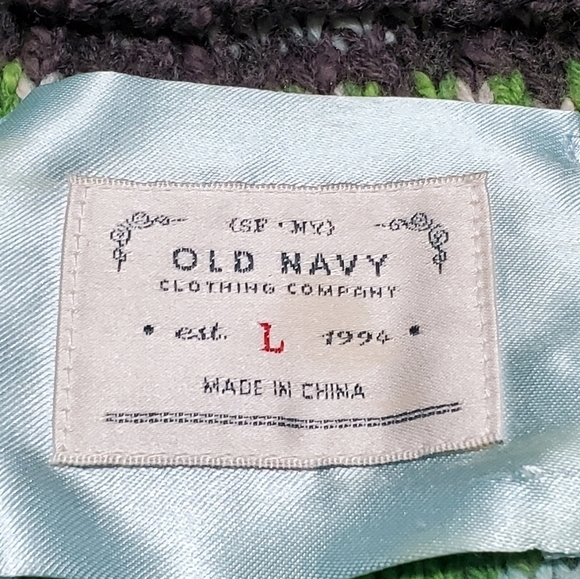 {SF · NY}
OLD NAVY
CLOTHING COMPANY
• est. L 1994 •
MADE IN CHINA